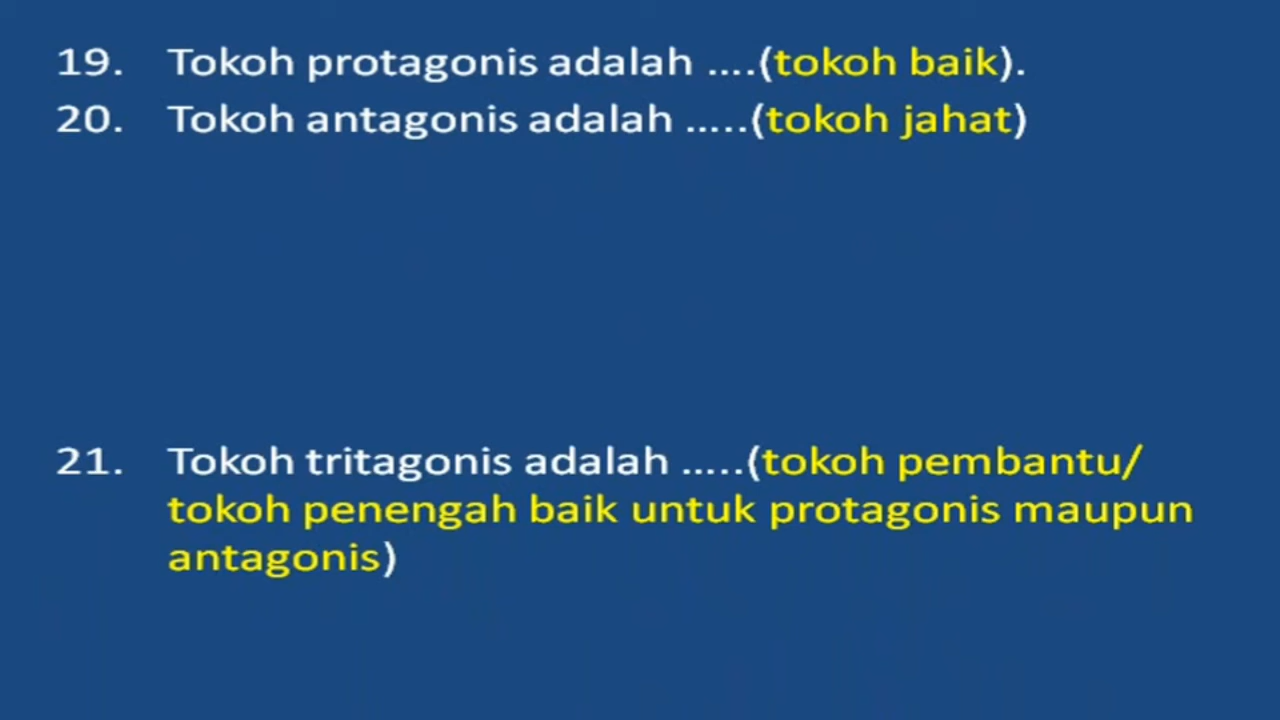 19. Tokoh protagonis adalah ....(tokoh baik).
20. Tokoh antagonis adalah .....(tokoh jahat)
21. Tokoh tritagonis adalah .....(tokoh pembantu/
tokoh penengah baik untuk protagonis maupun
antagonis)